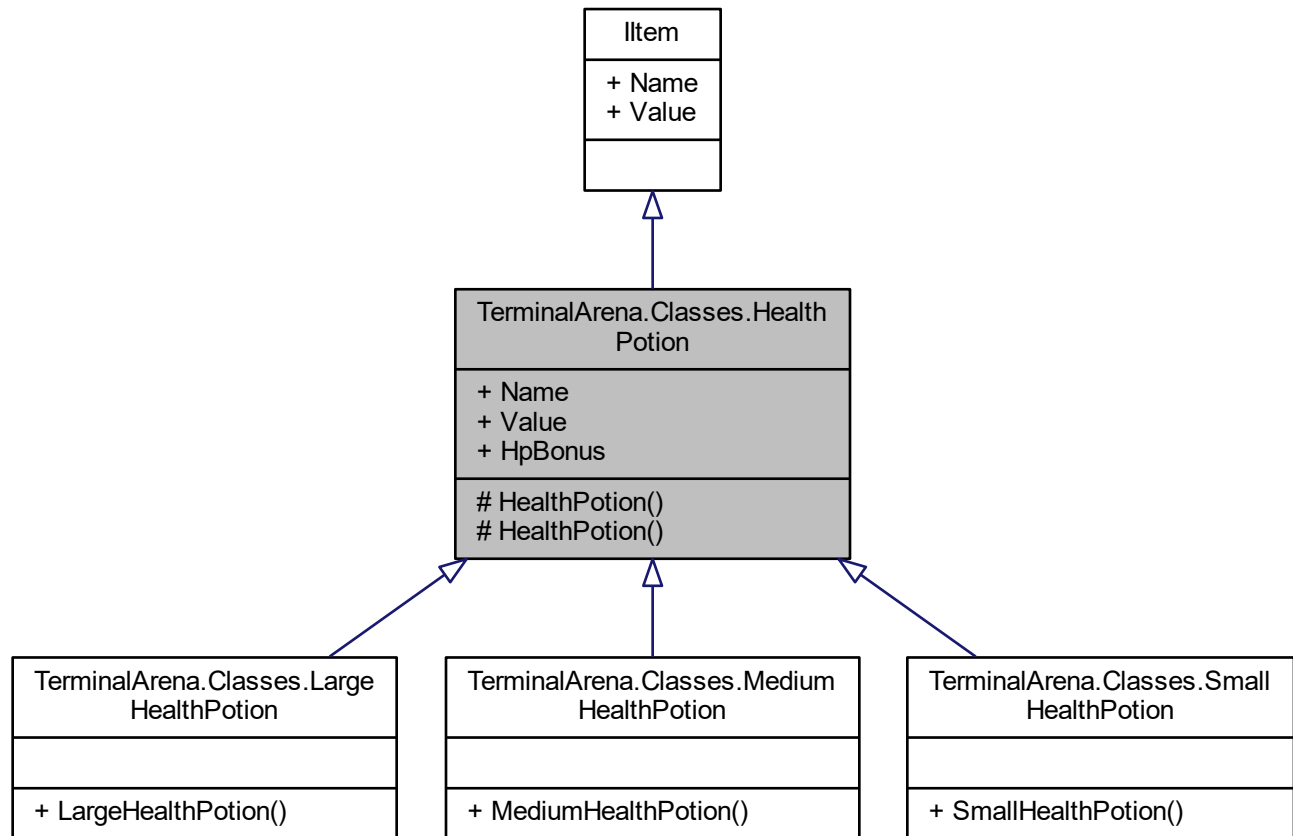 IItem
+ Name
+ Value
TerminalArena.Classes.Health
Potion
+ Name
+ Value
+ HpBonus
# HealthPotion()
# HealthPotion()
TerminalArena.Classes.Large
HealthPotion
+ LargeHealthPotion()
TerminalArena.Classes.Medium
HealthPotion
+ MediumHealthPotion()
TerminalArena.Classes.Small
HealthPotion
+ SmallHealthPotion()